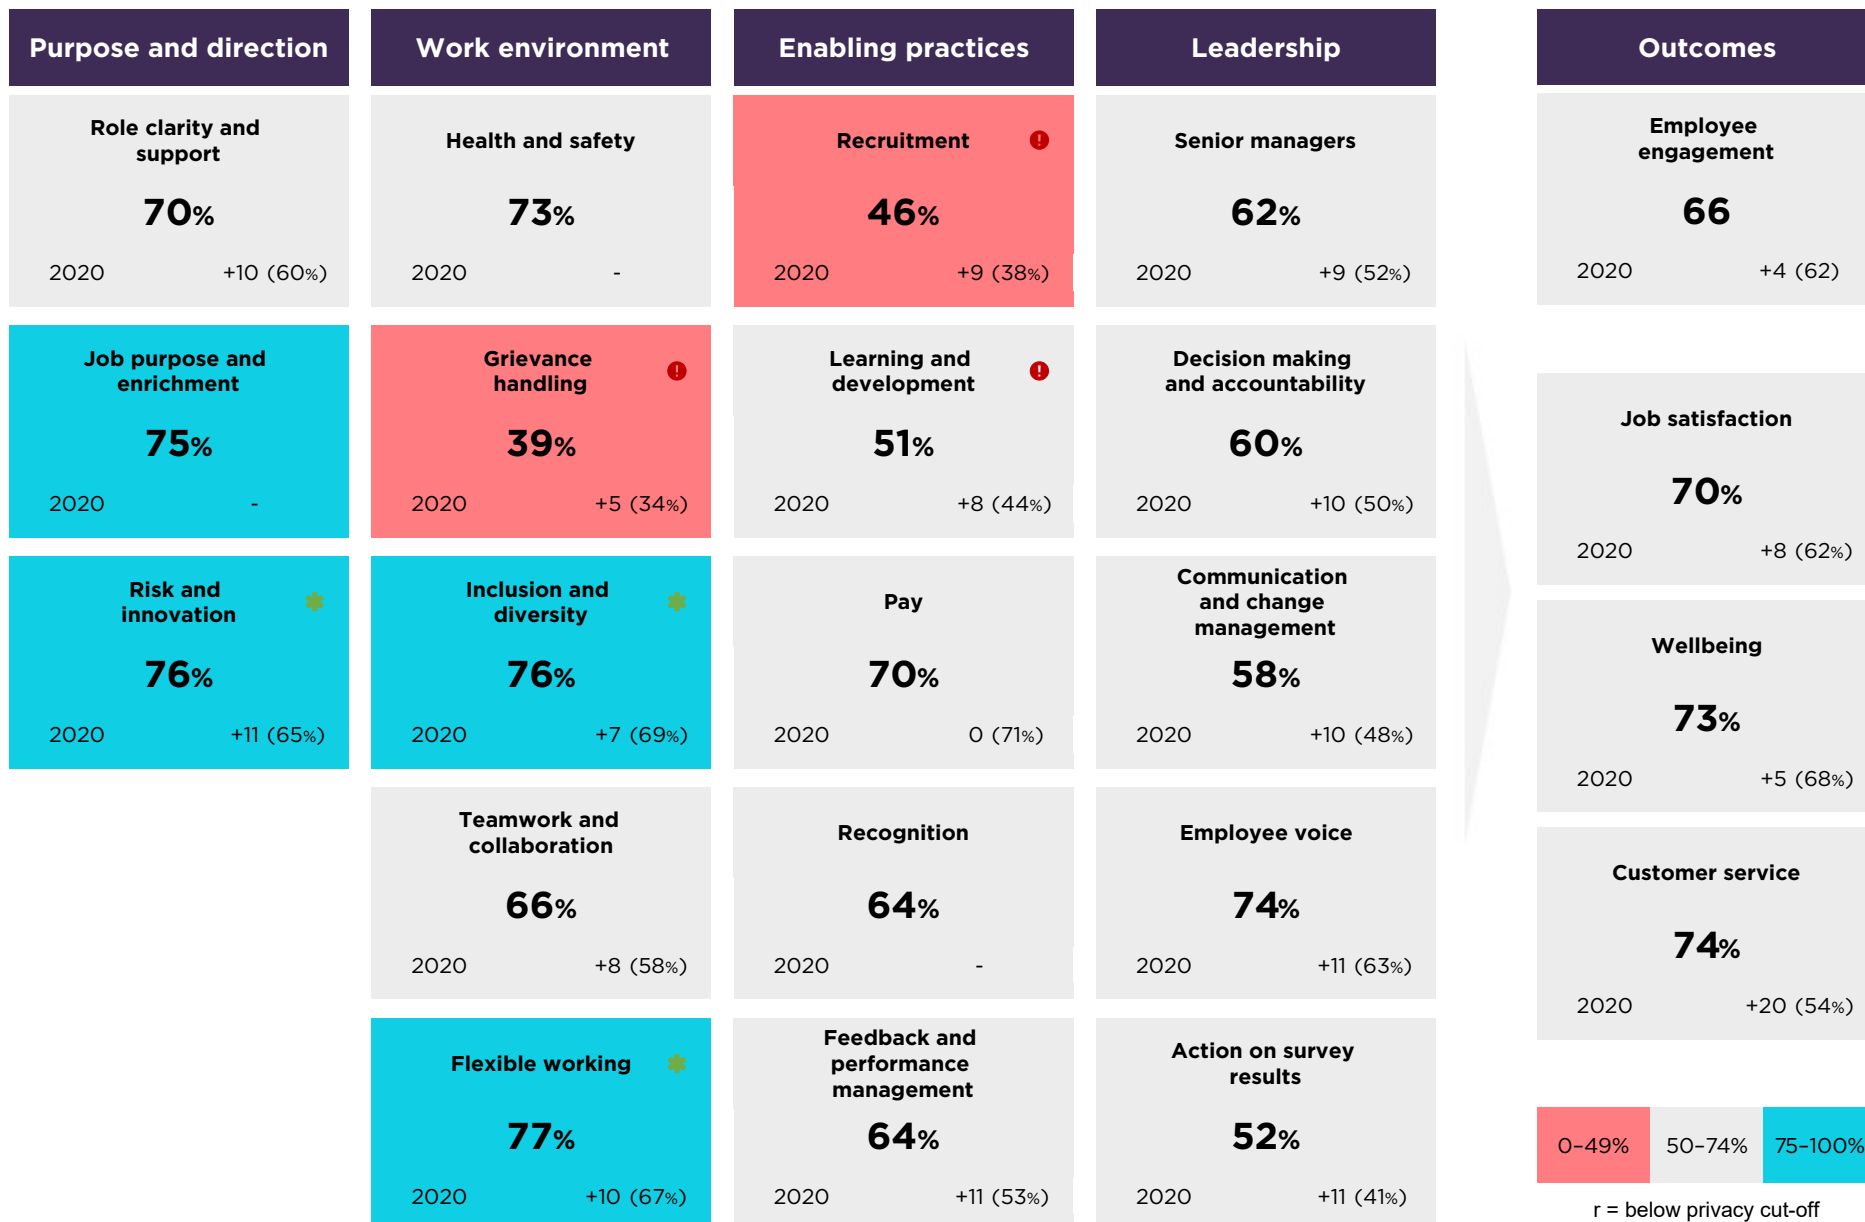 Purpose and direction
Role clarity and
support
70%
2020 +10 (60%)
Job purpose and
enrichment
75%
2020 -
Risk and
innovation
76%
2020 +11 (65%)
Work environment
Health and safety
73%
2020 -
Grievance
handling
39%
2020 +5 (34%)
Inclusion and
diversity
76%
2020 +7 (69%)
Teamwork and
collaboration
66%
2020 +8 (58%)
Flexible working
77%
2020 +10 (67%)
Enabling practices
Recruitment
46%
2020 +9 (38%)
Learning and
development
51%
2020 +8 (44%)
Pay
70%
2020 0 (71%)
Recognition
64%
2020 -
Feedback and
performance
management
64%
2020 +11 (53%)
Leadership
Senior managers
62%
2020 +9 (52%)
Decision making
and accountability
60%
2020 +10 (50%)
Communication
and change
management
58%
2020 +10 (48%)
Employee voice
74%
2020 +11 (63%)
Action on survey
results
52%
2020 +11 (41%)
Outcomes
Employee
engagement
66
2020 +4 (62)
Job satisfaction
70%
2020 +8 (62%)
Wellbeing
73%
2020 +5 (68%)
Customer service
74%
2020 +20 (54%)
0–49% 50–74% 75–100%
r = below privacy cut-off